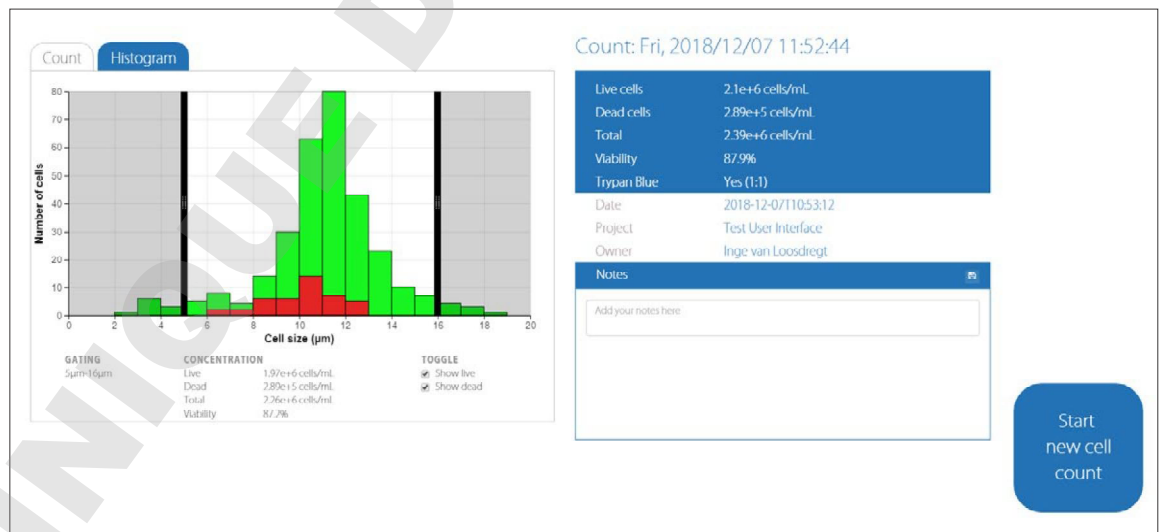 Count Histogram
Number of cells
80
70
60
50
40
30
20
10
0
0 2 4 6 8 10 12 14 16 18 20
Cell size (µm)
GATING
5µm-16µm
CONCENTRATION
Live 1.97e+6 cells/mL
Dead 2.89e+5 cells/mL
Total 2.26e+6 cells/mL
Viability 87.2%
TOGGLE
Show live
Show dead
Count: Fri, 2018/12/07 11:52:44
Live cells 2.1e+6 cells/mL
Dead cells 2.89e+5 cells/mL
Total 2.39e+6 cells/mL
Viability 87.9%
Trypan Blue Yes (1:1)
Date 2018-12-07T10:53:12
Project Test User Interface
Owner Inge van Loosdregt
Notes
Add your notes here
Start
new cell
count
NIQUE D